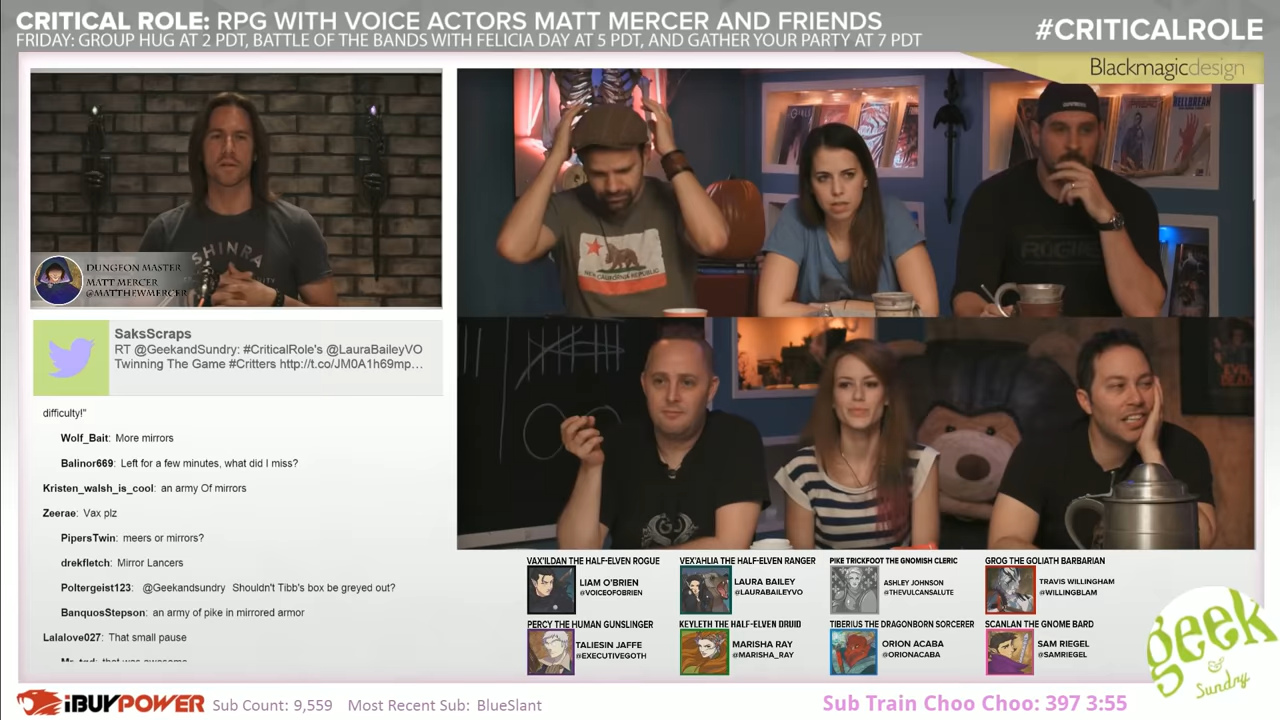 CRITICAL ROLE: RPG WITH VOICE ACTORS MATT MERCER AND FRIENDS
FRIDAY: GROUP HUG AT 2 PDT, BATTLE OF THE BANDS WITH FELICIA DAY AT 5 PDT, AND GATHER YOUR PARTY AT 7 PDT
#CRITICALROLE
Blackmagicdesign
SHINRA
DUNGEON MASTER
MATT MERCER
@MATTHEWMERCER
CALIFORNIA REPUBLIC
HELLBREAK
SaksScraps
RT @GeekandSundry: #CriticalRole's @LauraBaileyVO
Twinning The Game #Critters http://t.co/JM0A1h69mp...
difficulty!"
Wolf_Bait: More mirrors
Balinor669: Left for a few minutes, what did I miss?
Kristen_walsh_is_cool: an army Of mirrors
Zeerae: Vax plz
PipersTwin: meers or mirrors?
drekfletch: Mirror Lancers
Poltergeist123: @Geekandsundry Shouldn't Tibb's box be greyed out?
BanquosStepson: an army of pike in mirrored armor
Lalalove027: That small pause
VAX'ILDAN THE HALF-ELVEN ROGUE
LIAM O'BRIEN
@VOICEOFOBRIEN
VEX'AHLIA THE HALF-ELVEN RANGER
LAURA BAILEY
@LAURABAILEYVO
PIKE TRICKFOOT THE GNOMISH CLERIC
ASHLEY JOHNSON
@THEVULCANSALUTE
GROG THE GOLIATH BARBARIAN
TRAVIS WILLINGHAM
@WILLINGBLAM
PERCY THE HUMAN GUNSLINGER
TALIESIN JAFFE
@EXECUTIVEGOTH
KEYLETH THE HALF-ELVEN DRUID
MARISHA RAY
@MARISHA_RAY
TIBERIUS THE DRAGONBORN SORCERER
ORION ACABA
@ORIONACABA
SCANLAN THE GNOME BARD
SAM RIEGEL
@SAMRIEGEL
geek
&
Sundry
iBUYPOWER
Sub Count: 9,559 Most Recent Sub: BlueSlant
Sub Train Choo Choo: 397 3:55